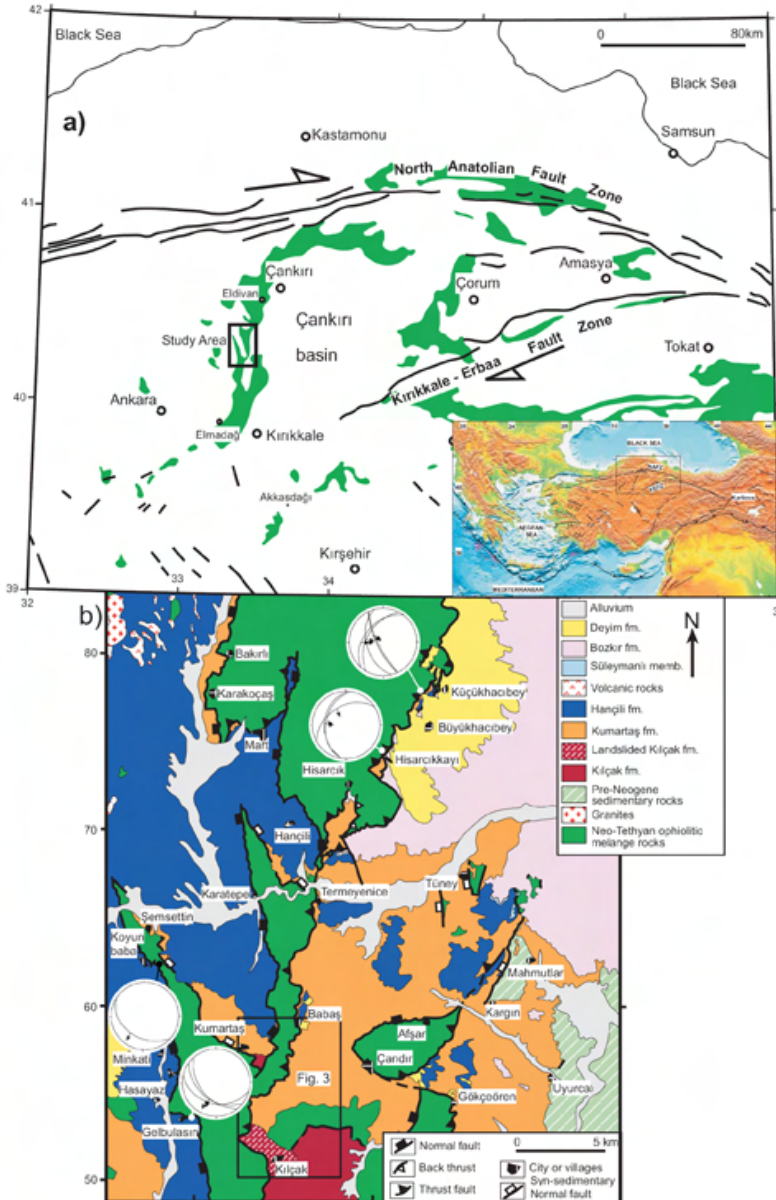 42
Black Sea
0
80km
Black Sea
a)
Kastamonu
Samsun
North Anatolian Fault Zone
41
Çankırı
Amasya
Eldivan
Çorum
Çankırı
basin
Study Area
Kırıkkale - Erbaa Fault Zone
Tokat
40
Ankara
Elmadağ
Kırıkkale
BLACK SEA
Akkasdağı
AEGEAN
SEA
Kırşehir
MEDITERRANEAN
39
32
33
34
b)
Alluvium
Deyim fm.
Bozkır fm.
Süleymanlı memb.
Volcanic rocks
Hançili fm.
Kumartaş fm.
Landslided Kılçak fm.
Kılçak fm.
Pre-Neogene
sedimentary rocks
Granites
Neo-Tethyan ophiolitic
melange rocks
N
80
Bakırlı
Karakoçaş
Küçükhacıbey
Büyükhacıbey
Mart
Hisarcık
Hisarcıkkayı
70
Hançili
Karatepe
Termeyenice
Tüney
Şemsettin
Koyun
baba
Mahmutlar
60
Babaş
Kumartaş
Kargın
Afşar
Minkati
Çandır
Fig. 3
Hasayaz
Uyurca
Gökçeören
Gelbulasın
Normal fault
0
5 km
Back thrust
City or villages
Thrust fault
Syn-sedimentary
Normal fault
Kılçak
50